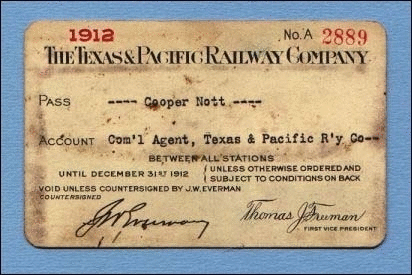 1912 No. A 2889
THE TEXAS & PACIFIC RAILWAY COMPANY
PASS ---- Cooper Nott ----
ACCOUNT Com'l Agent, Texas & Pacific R'y Co--
BETWEEN ALL STATIONS
UNTIL DECEMBER 31ST 1912 UNLESS OTHERWISE ORDERED AND
SUBJECT TO CONDITIONS ON BACK
VOID UNLESS COUNTERSIGNED BY J.W. EVERMAN
COUNTERSIGNED
JW Everman Thomas J Freeman
FIRST VICE PRESIDENT